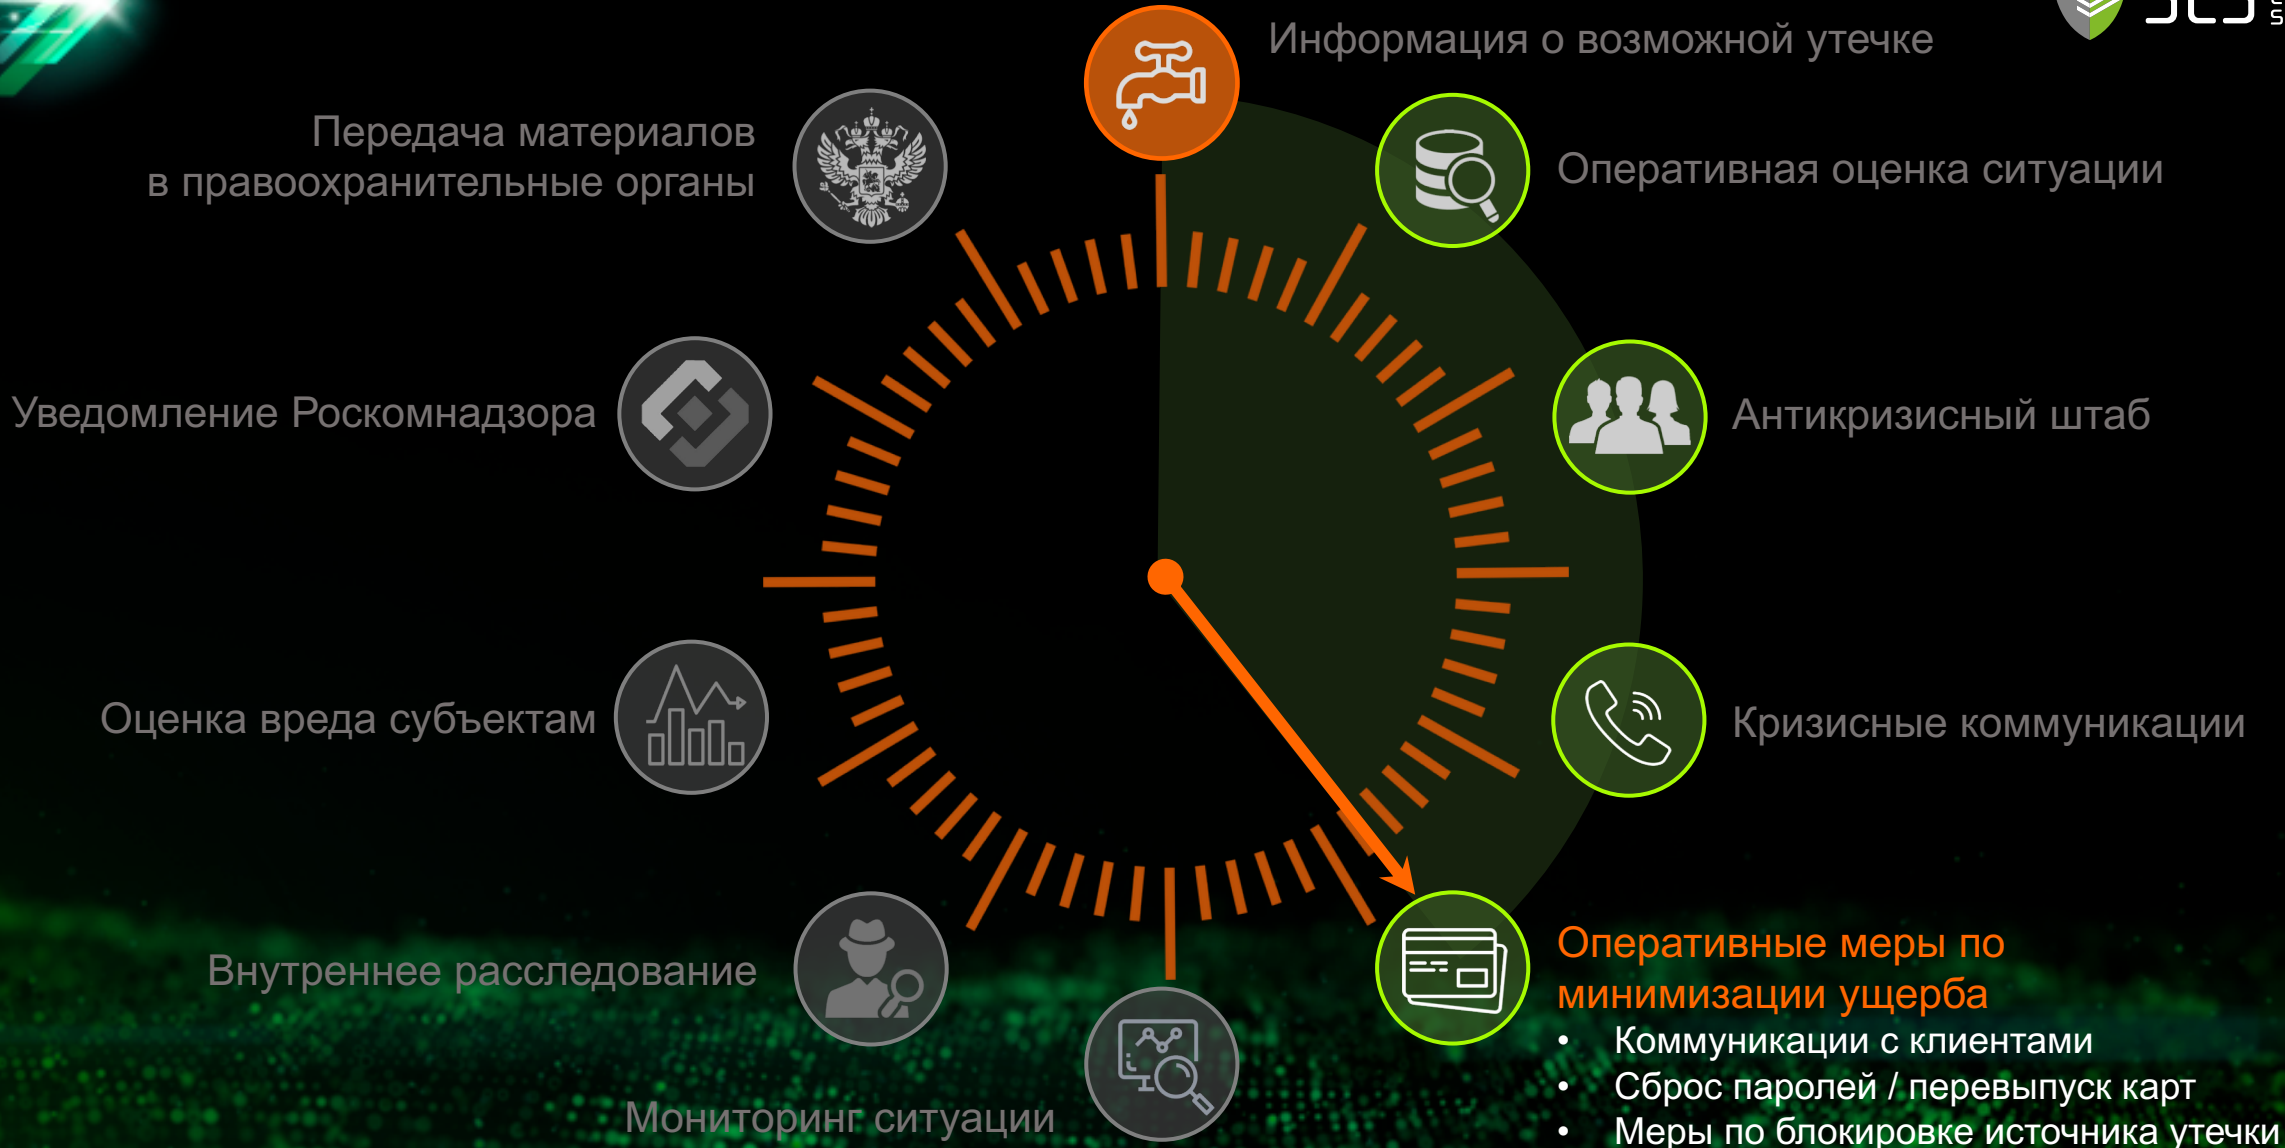 Информация о возможной утечке
Оперативная оценка ситуации
Антикризисный штаб
Кризисные коммуникации
Оперативные меры по
минимизации ущерба
• Коммуникации с клиентами
• Сброс паролей / перевыпуск карт
• Меры по блокировке источника утечки
Мониторинг ситуации
Внутреннее расследование
Оценка вреда субъектам
Уведомление Роскомнадзора
Передача материалов
в правоохранительные органы